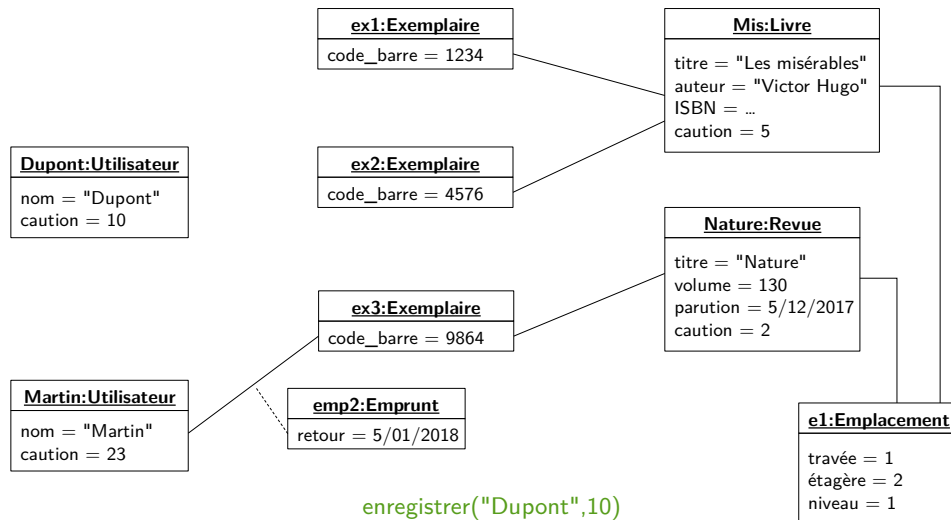 ex1:Exemplaire
code_barre = 1234
Mis:Livre
titre = "Les misérables"
auteur = "Victor Hugo"
ISBN = ...
caution = 5
Dupont:Utilisateur
nom = "Dupont"
caution = 10
ex2:Exemplaire
code_barre = 4576
Nature:Revue
titre = "Nature"
volume = 130
parution = 5/12/2017
caution = 2
ex3:Exemplaire
code_barre = 9864
Martin:Utilisateur
nom = "Martin"
caution = 23
emp2:Emprunt
retour = 5/01/2018
e1:Emplacement
travée = 1
étagère = 2
niveau = 1
enregistrer("Dupont",10)